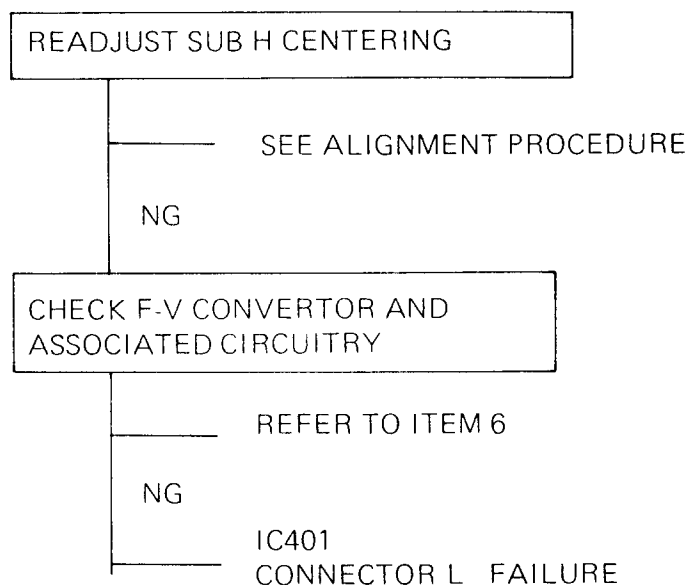 READJUST SUB H CENTERING
SEE ALIGNMENT PROCEDURE
NG
CHECK F-V CONVERTOR AND
ASSOCIATED CIRCUITRY
REFER TO ITEM 6
NG
IC401
CONNECTOR L FAILURE